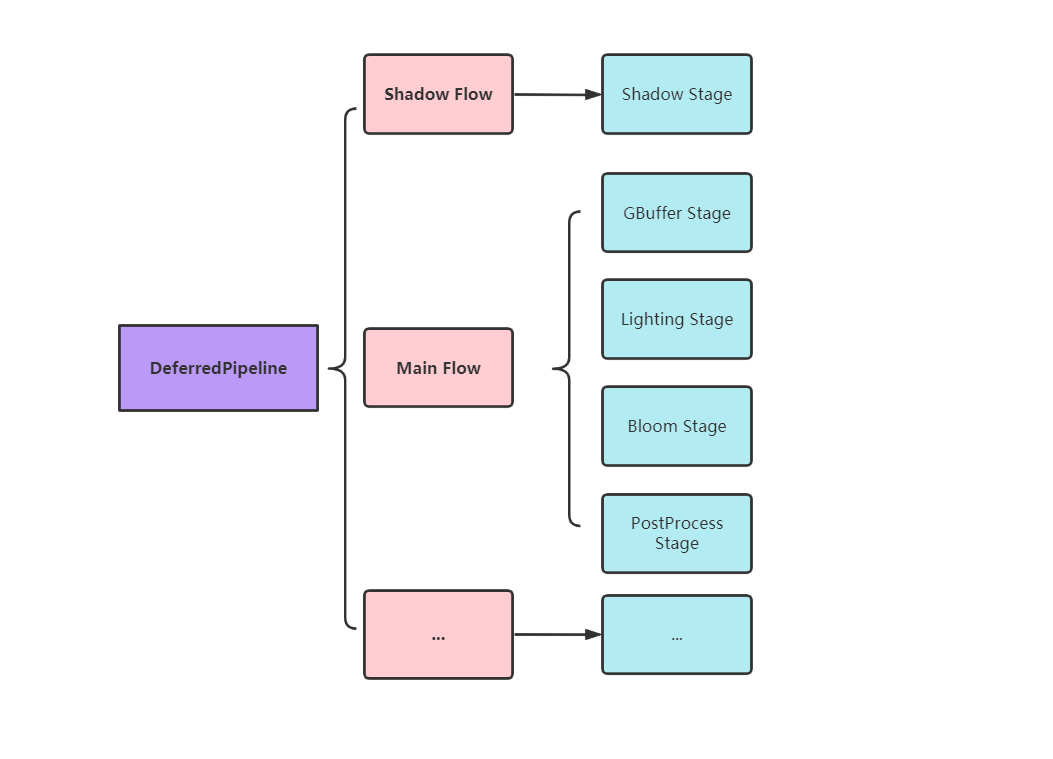 Shadow Flow
Shadow Stage
GBuffer Stage
Lighting Stage
DeferredPipeline
Main Flow
Bloom Stage
PostProcess
Stage
...
...